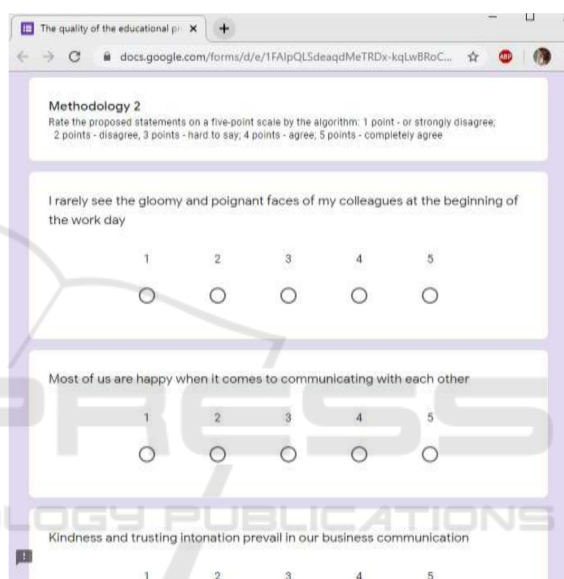 The quality of the educational pr
docs.google.com/forms/d/e/1FAIpQLSdeaqdMeTRDx-kqLwBRoC...
ABP
Methodology 2
Rate the proposed statements on a five-point scale by the algorithm: 1 point - or strongly disagree;
2 points - disagree, 3 points - hard to say; 4 points - agree; 5 points - completely agree
I rarely see the gloomy and poignant faces of my colleagues at the beginning of
the work day
1 2 3 4 5
Most of us are happy when it comes to communicating with each other
1 2 3 4 5
Kindness and trusting intonation prevail in our business communication
1 2 3 4 5
PRESS
LOGY PUBLICATIONS